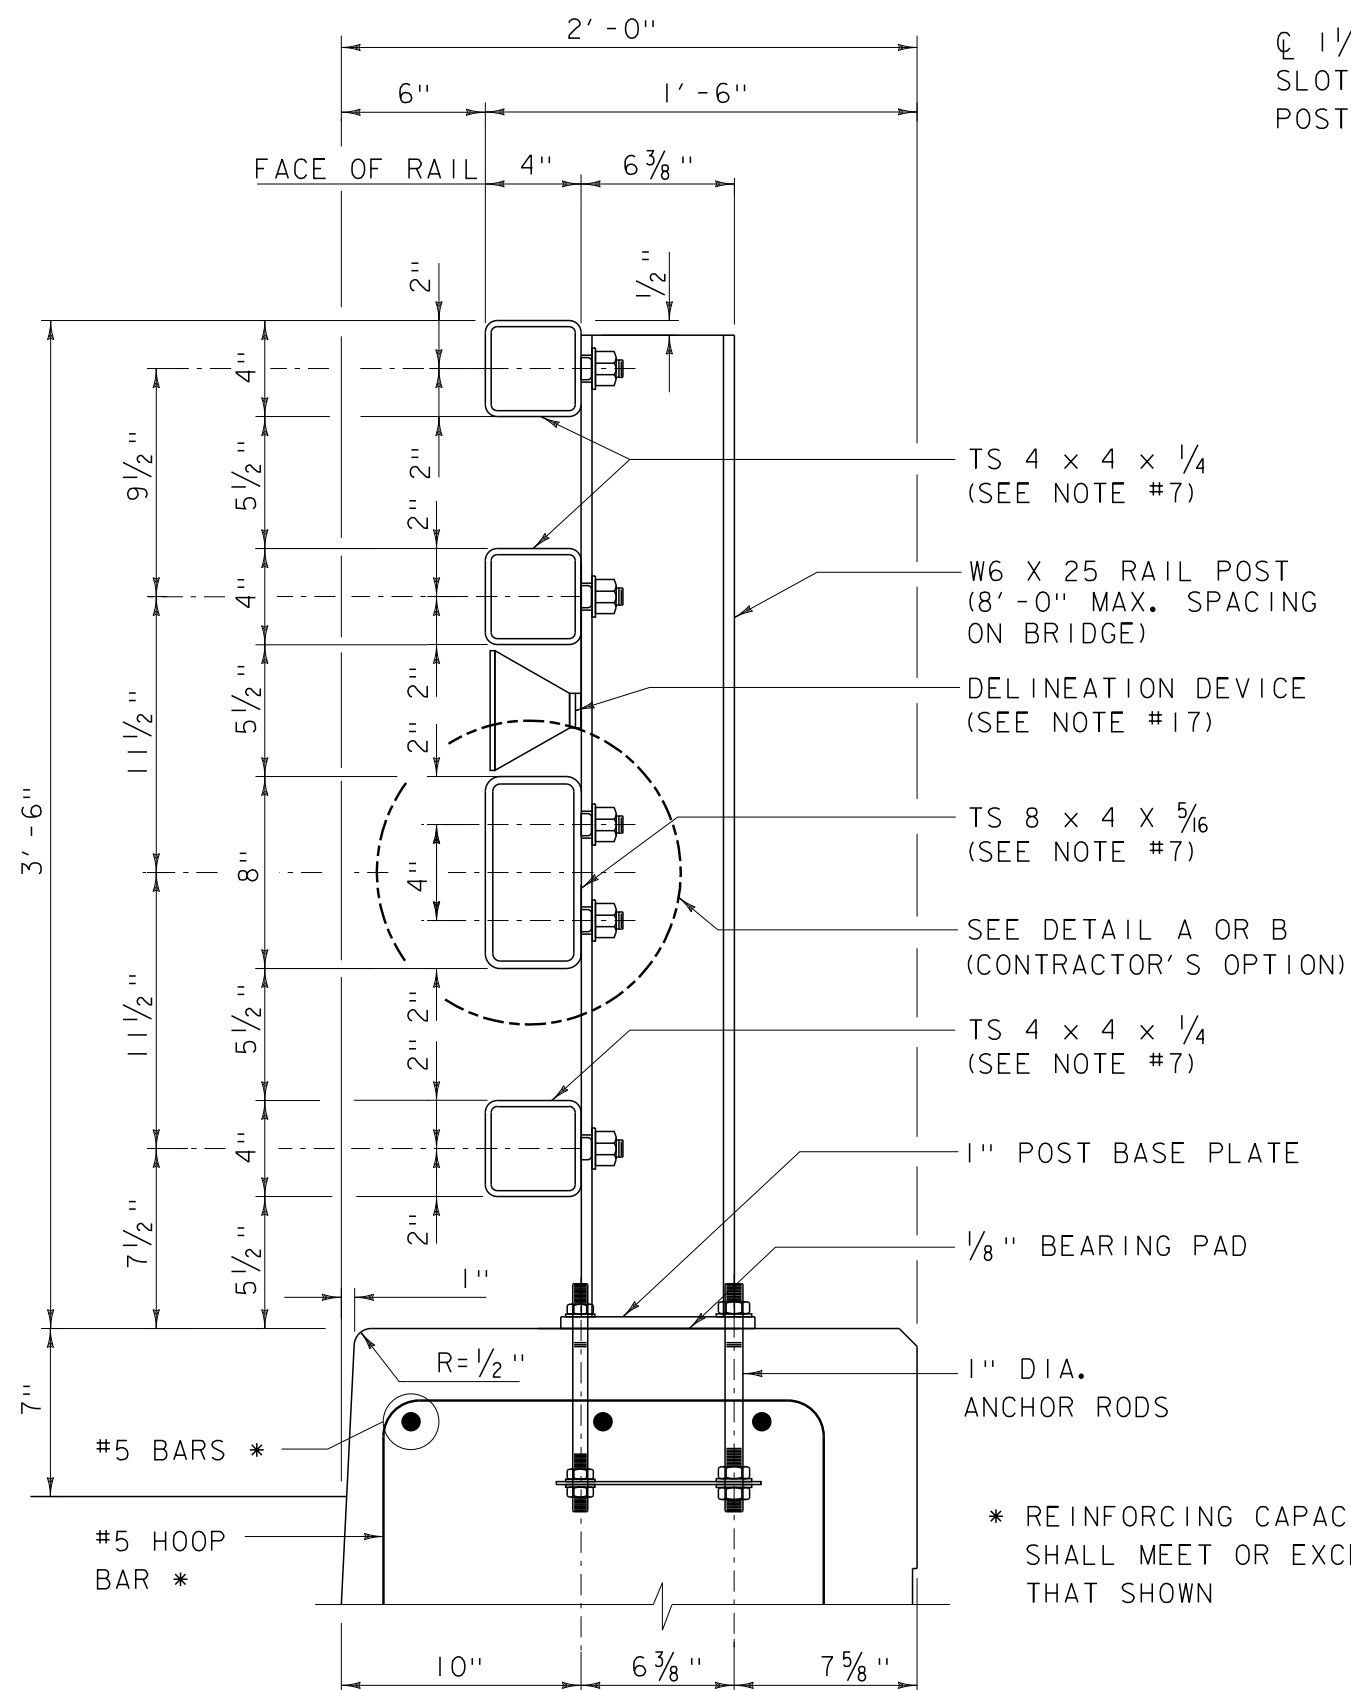 2'-0"
℄ 1
SLOT
POST
6"
1'-6"
FACE OF RAIL
4"
6 3/8"
2"
1/2"
4"
9 1/2"
5 1/2"
2"
2"
TS 4 x 4 x 1/4
(SEE NOTE #7)
4"
W6 X 25 RAIL POST
(8'-0" MAX. SPACING
ON BRIDGE)
5 1/2"
2"
DELINEATION DEVICE
(SEE NOTE #17)
11 1/2"
2"
3'-6"
8"
4"
TS 8 x 4 X 5/16
(SEE NOTE #7)
SEE DETAIL A OR B
(CONTRACTOR'S OPTION)
11 1/2"
5 1/2"
2"
2"
TS 4 x 4 x 1/4
(SEE NOTE #7)
4"
1" POST BASE PLATE
7 1/2"
5 1/2"
2"
1/8" BEARING PAD
1"
R=1/2"
7"
1" DIA.
ANCHOR RODS
#5 BARS *
#5 HOOP
BAR *
* REINFORCING
SHALL MEET OR
THAT SHOWN
10"
6 3/8"
7 5/8"